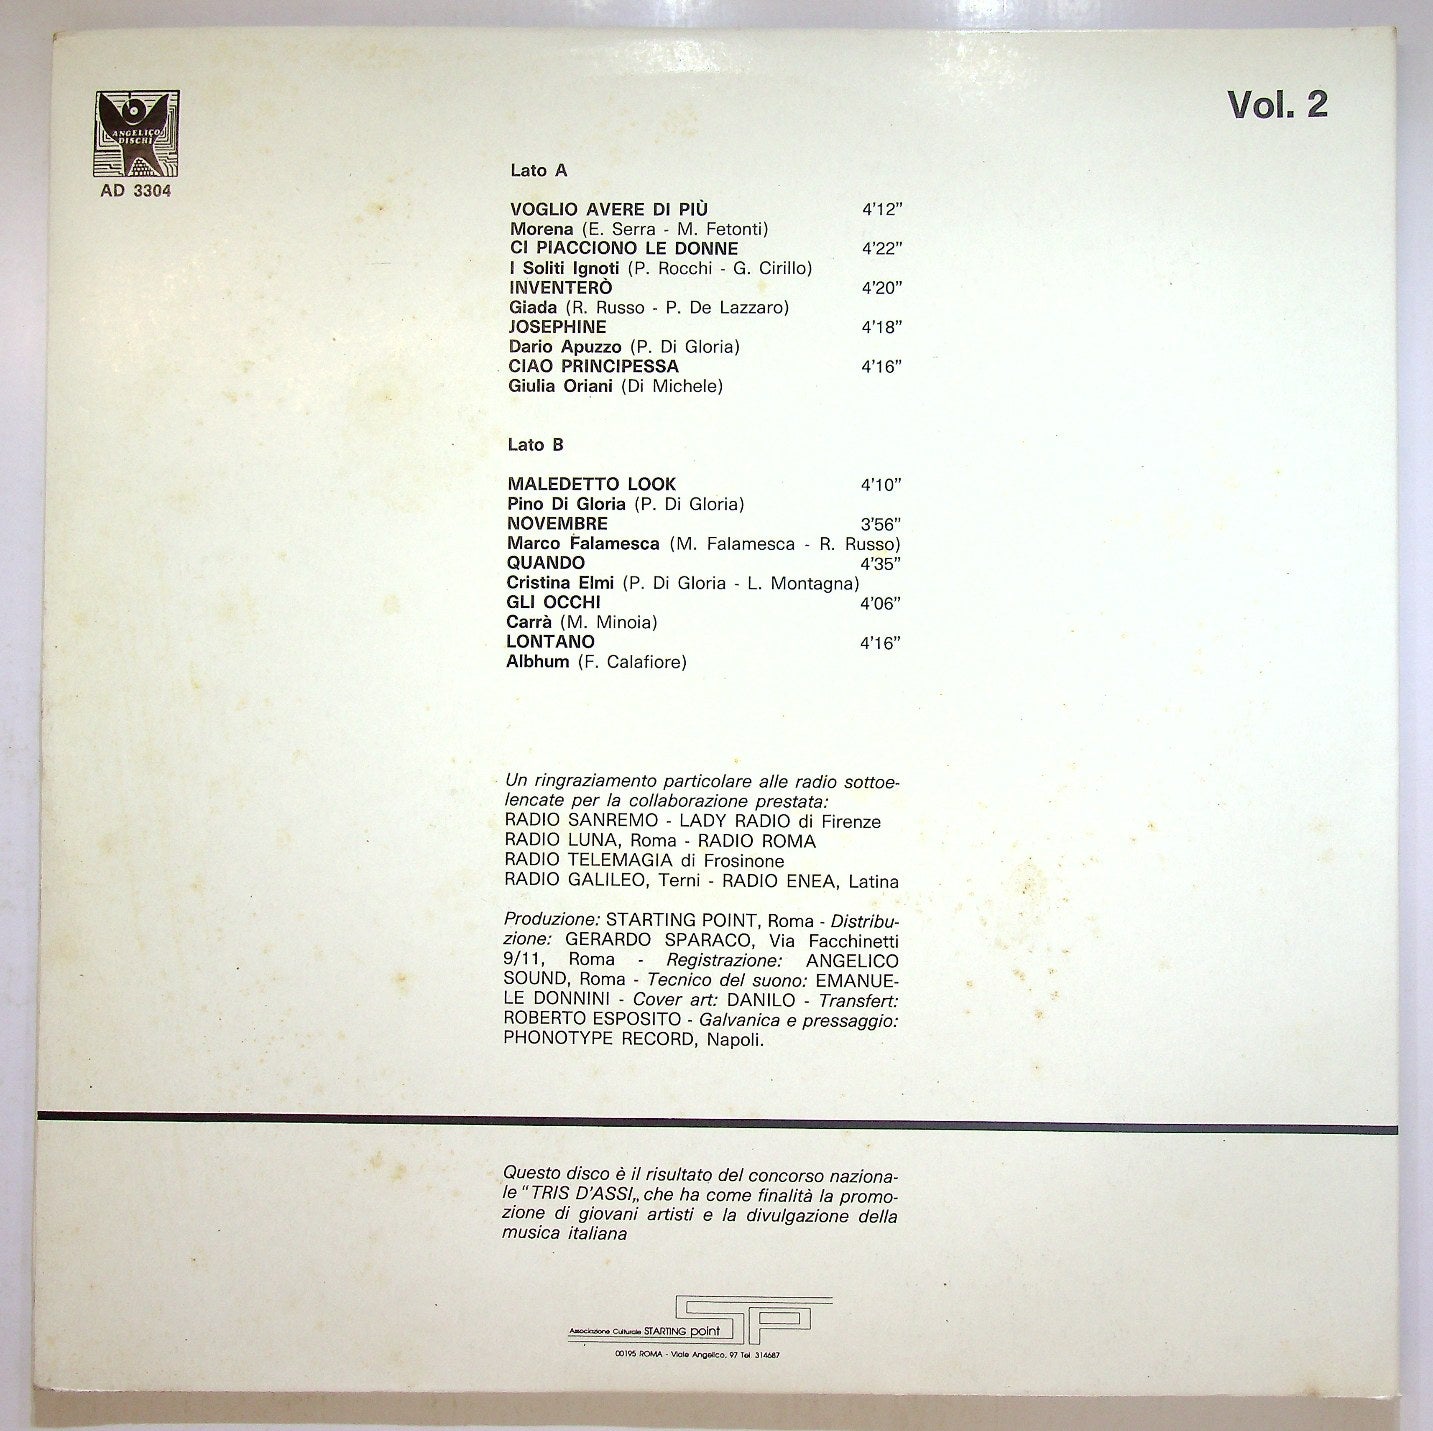 Vol. 2
ANGELICO
DISCHI
AD 3304
Lato A
VOGLIO AVERE DI PIÙ 4'12"
Morena (E. Serra - M. Fetonti)
CI PIACCIONO LE DONNE 4'22"
I Soliti Ignoti (P. Rocchi - G. Cirillo)
INVENTERÒ 4'20"
Giada (R. Russo - P. De Lazzaro)
JOSEPHINE 4'18"
Dario Apuzzo (P. Di Gloria)
CIAO PRINCIPESSA 4'16"
Giulia Oriani (Di Michele)
Lato B
MALEDETTO LOOK 4'10"
Pino Di Gloria (P. Di Gloria)
NOVEMBRE 3'56"
Marco Falamesca (M. Falamesca - R. Russo)
QUANDO 4'35"
Cristina Elmi (P. Di Gloria - L. Montagna)
GLI OCCHI 4'06"
Carrà (M. Minoia)
LONTANO 4'16"
Albhum (F. Calafiore)
Un ringraziamento particolare alle radio sottoe-
lencate per la collaborazione prestata:
RADIO SANREMO - LADY RADIO di Firenze
RADIO LUNA, Roma - RADIO ROMA
RADIO TELEMAGIA di Frosinone
RADIO GALILEO, Terni - RADIO ENEA, Latina
Produzione: STARTING POINT, Roma - Distribu-
zione: GERARDO SPARACO, Via Facchinetti
9/11, Roma - Registrazione: ANGELICO
SOUND, Roma - Tecnico del suono: EMANUE-
LE DONNINI - Cover art: DANILO - Transfert:
ROBERTO ESPOSITO - Galvanica e pressaggio:
PHONOTYPE RECORD, Napoli.
Questo disco è il risultato del concorso naziona-
le "TRIS D'ASSI„ che ha come finalità la promo-
zione di giovani artisti e la divulgazione della
musica italiana
SP
Associazione Culturale STARTING point
00195 ROMA - Viale Angelico, 97 Tel. 314687